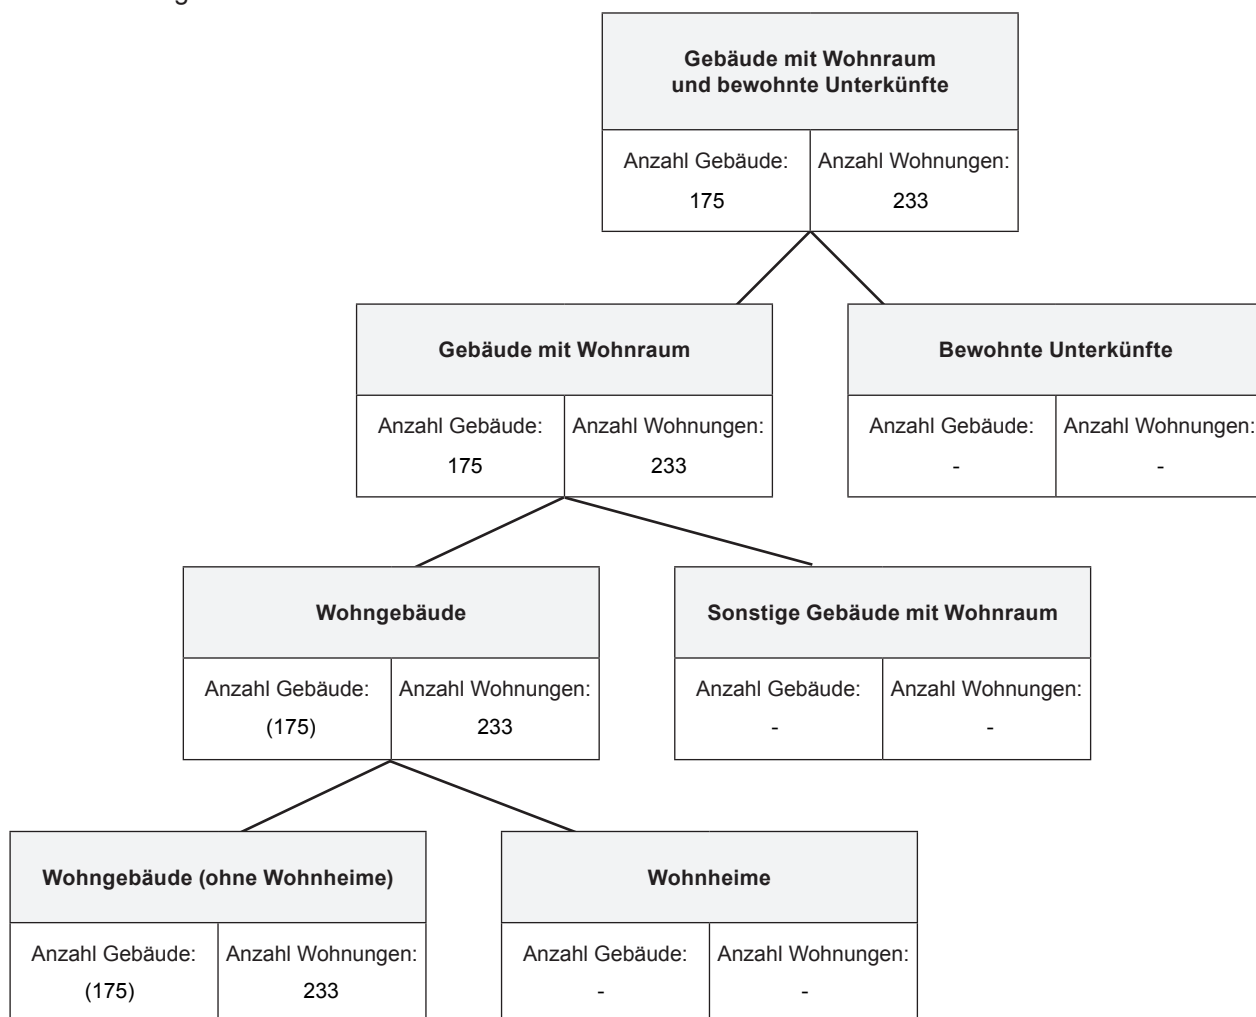 Gebäude mit Wohnraum
und bewohnte Unterkünfte
Anzahl Gebäude: Anzahl Wohnungen:
175 233
Gebäude mit Wohnraum
Anzahl Gebäude: Anzahl Wohnungen:
175 233
Bewohnte Unterkünfte
Anzahl Gebäude: Anzahl Wohnungen:
- -
Wohngebäude
Anzahl Gebäude: Anzahl Wohnungen:
(175) 233
Sonstige Gebäude mit Wohnraum
Anzahl Gebäude: Anzahl Wohnungen:
- -
Wohngebäude (ohne Wohnheime)
Anzahl Gebäude: Anzahl Wohnungen:
(175) 233
Wohnheime
Anzahl Gebäude: Anzahl Wohnungen:
- -